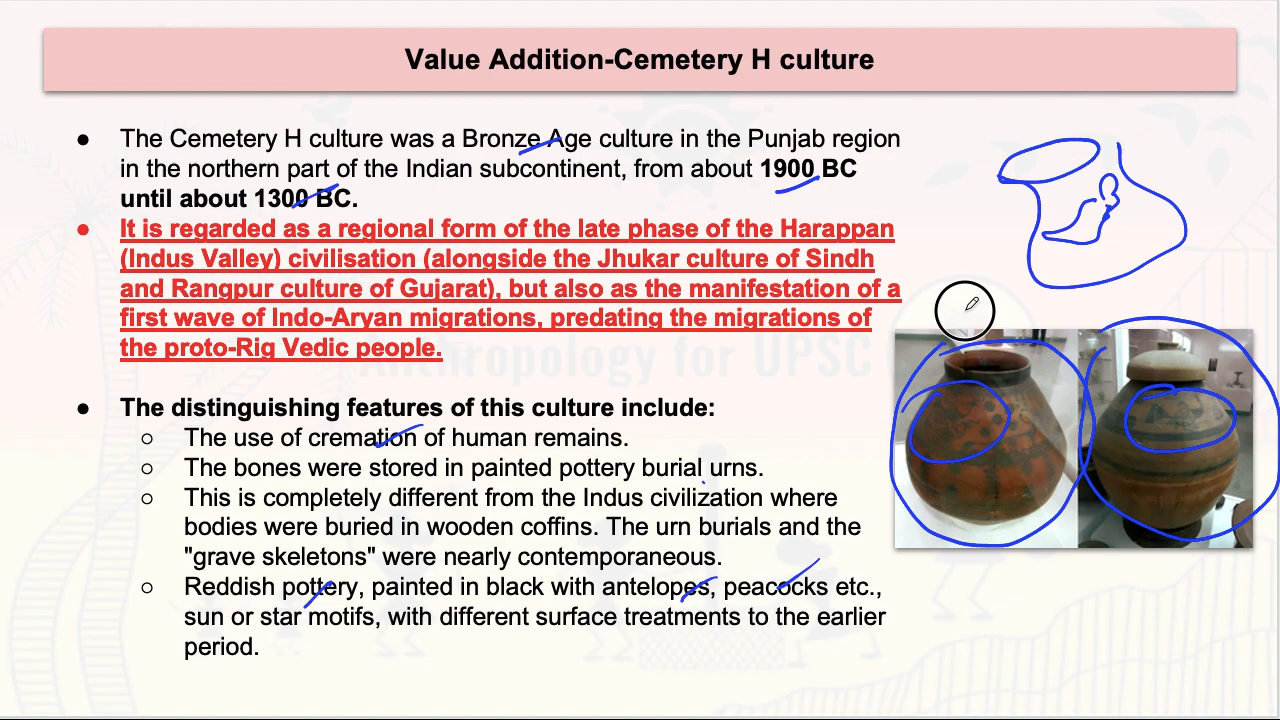 Value Addition-Cemetery H culture
● The Cemetery H culture was a Bronze Age culture in the Punjab region
in the northern part of the Indian subcontinent, from about 1900 BC
until about 1300 BC.
● It is regarded as a regional form of the late phase of the Harappan
(Indus Valley) civilisation (alongside the Jhukar culture of Sindh
and Rangpur culture of Gujarat), but also as the manifestation of a
first wave of Indo-Aryan migrations, predating the migrations of
the proto-Rig Vedic people.
Anthropology for UPSC
● The distinguishing features of this culture include:
○ The use of cremation of human remains.
○ The bones were stored in painted pottery burial urns.
○ This is completely different from the Indus civilization where
bodies were buried in wooden coffins. The urn burials and the
"grave skeletons" were nearly contemporaneous.
○ Reddish pottery, painted in black with antelopes, peacocks etc.,
sun or star motifs, with different surface treatments to the earlier
period.